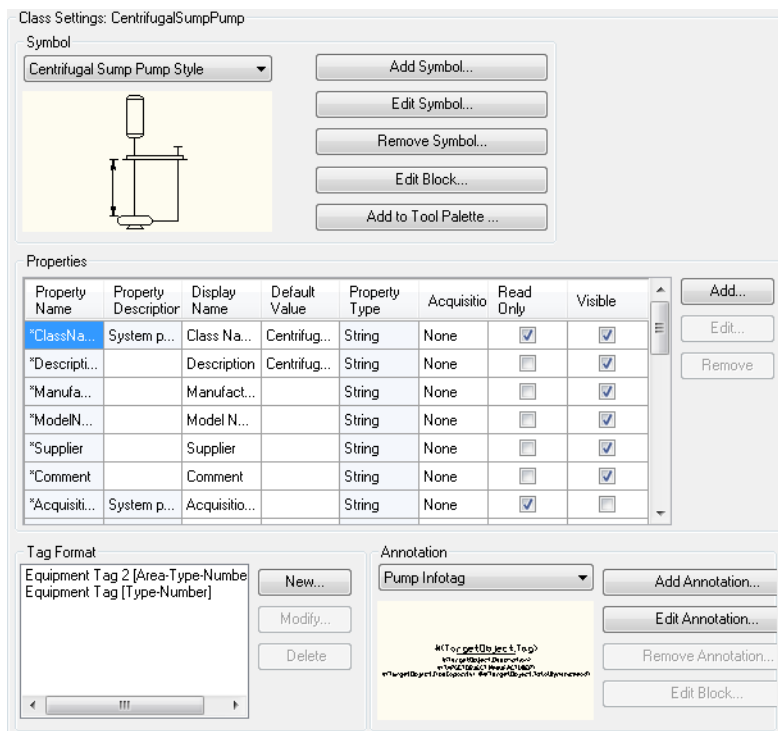 Class Settings: CentrifugalSumpPump
Symbol
Centrifugal Sump Pump Style
Add Symbol...
Edit Symbol...
Remove Symbol...
Edit Block...
Add to Tool Palette ...
Properties
Property Name Property Description Display Name Default Value Property Type Acquisitio Read Only Visible
*ClassNa... System p... Class Na... Centrifug... String None
*Descripti... Description Centrifug... String None
*Manufa... Manufact... String None
*ModelN... Model N... String None
*Supplier Supplier String None
*Comment Comment String None
*Acquisiti... System p... Acquisitio... String None
Add...
Edit...
Remove
Tag Format
Equipment Tag 2 [Area-Type-Numbe
Equipment Tag [Type-Number]
New...
Modify...
Delete
Annotation
Pump Infotag
#(TargetObject.Tag)
Add Annotation...
Edit Annotation...
Remove Annotation...
Edit Block...